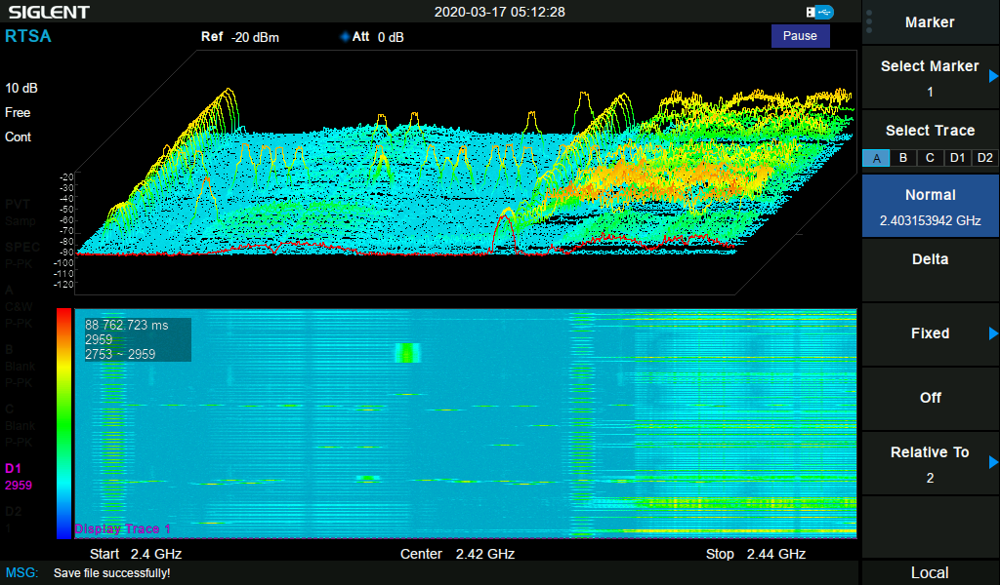 SIGLENT
2020-03-17 05:12:28
RTSA
Ref -20 dBm
Att 0 dB
Pause
10 dB
Free
Cont
-20
-30
-40
-50
-60
-70
-80
-90
-100
-110
-120
PVT
Samp
SPEC
P-PK
A
C&W
P-PK
B
Blank
P-PK
C
Blank
P-PK
D1
2959
D2
1
88 762.723 ms
2959
2753 ~ 2959
Display Trace 1
Start 2.4 GHz
Center 2.42 GHz
Stop 2.44 GHz
MSG: Save file successfully!
Marker
Select Marker
1
Select Trace
A B C D1 D2
Normal
2.403153942 GHz
Delta
Fixed
Off
Relative To
2
Local